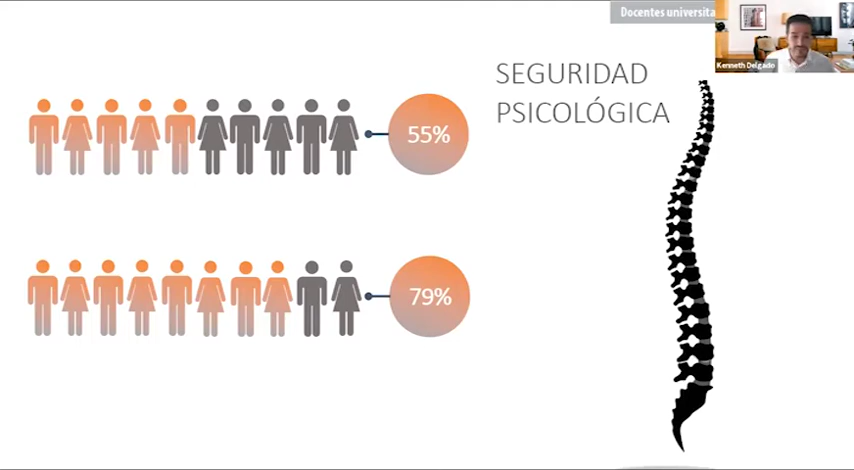 Docentes universita
Kenneth Delgado
SEGURIDAD
PSICOLÓGICA
55%
79%